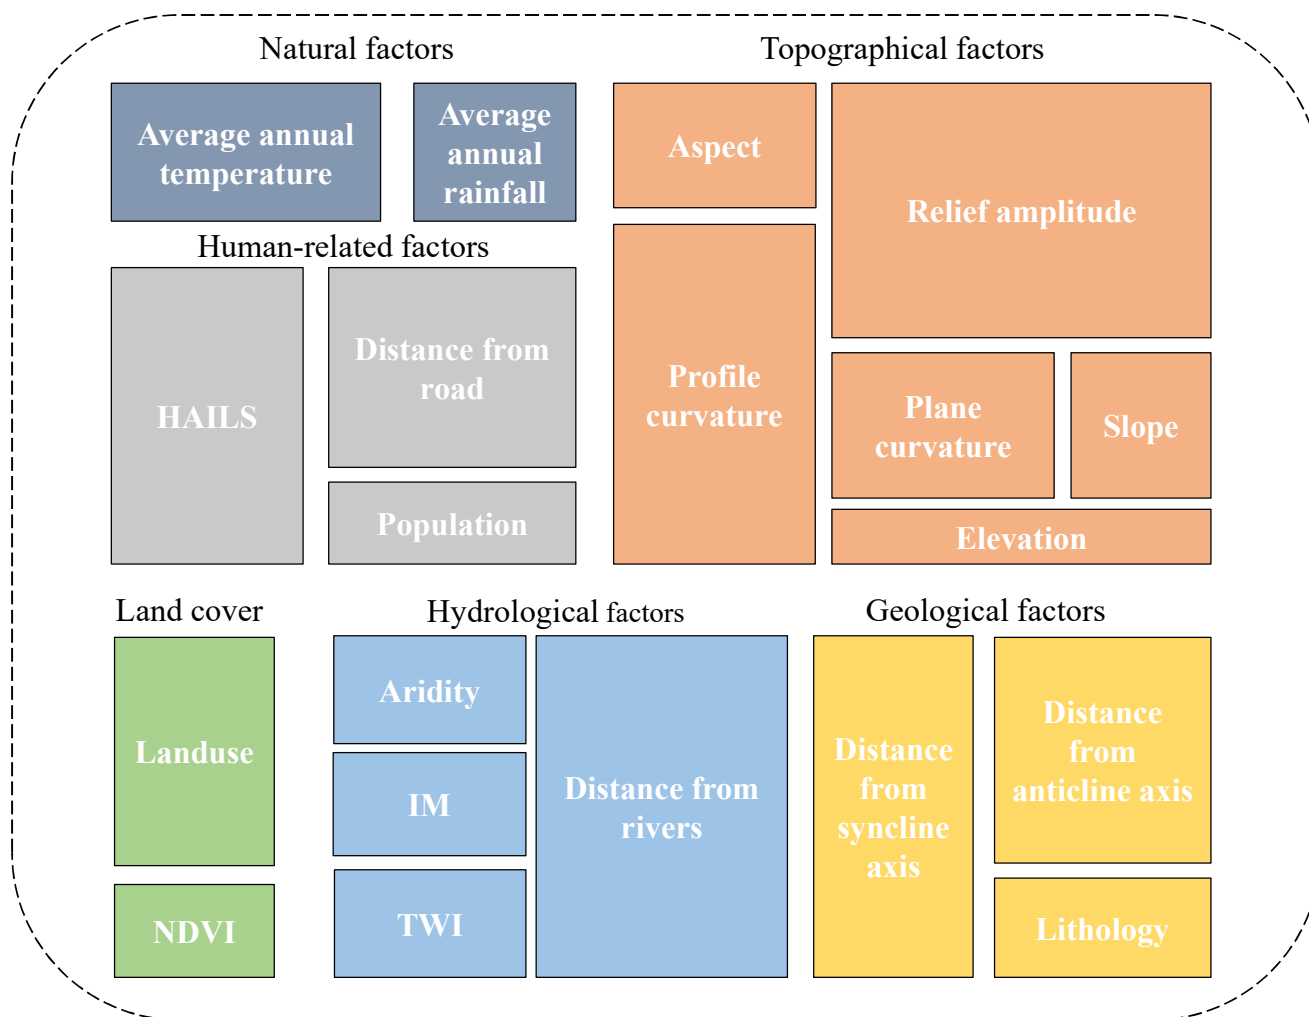 Natural factors
Average annual
temperature
Average
annual
rainfall
Human-related factors
HAILS
Distance from
road
Population
Topographical factors
Aspect
Relief amplitude
Profile
curvature
Plane
curvature
Slope
Elevation
Land cover
Landuse
NDVI
Hydrological factors
Aridity
IM
TWI
Distance from
rivers
Geological factors
Distance
from
syncline
axis
Distance
from
anticline axis
Lithology